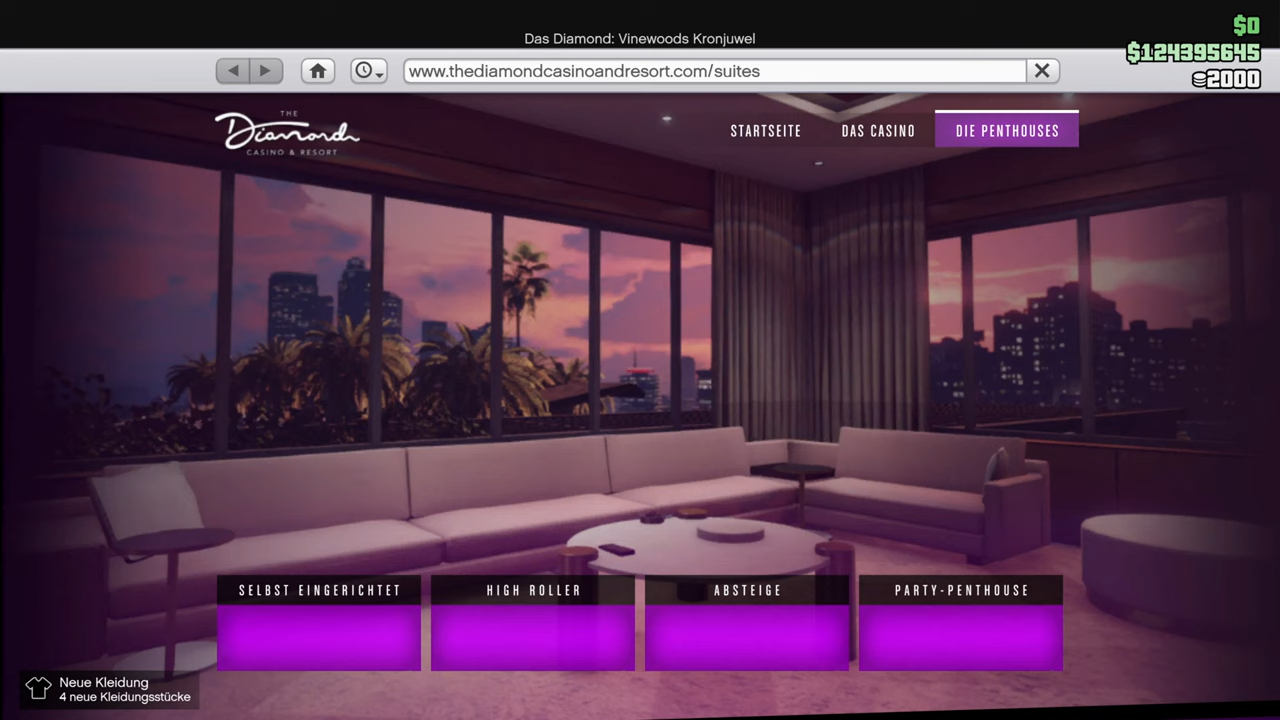 $0
Das Diamond: Vinewoods Kronjuwel
$124395645
www.thediamondcasinoandresort.com/suites
2000
THE
Diamond
CASINO & RESORT
STARTSEITE
DAS CASINO
DIE PENTHOUSES
SELBST EINGERICHTET
HIGH ROLLER
ABSTEIGE
PARTY-PENTHOUSE
Neue Kleidung
4 neue Kleidungsstücke